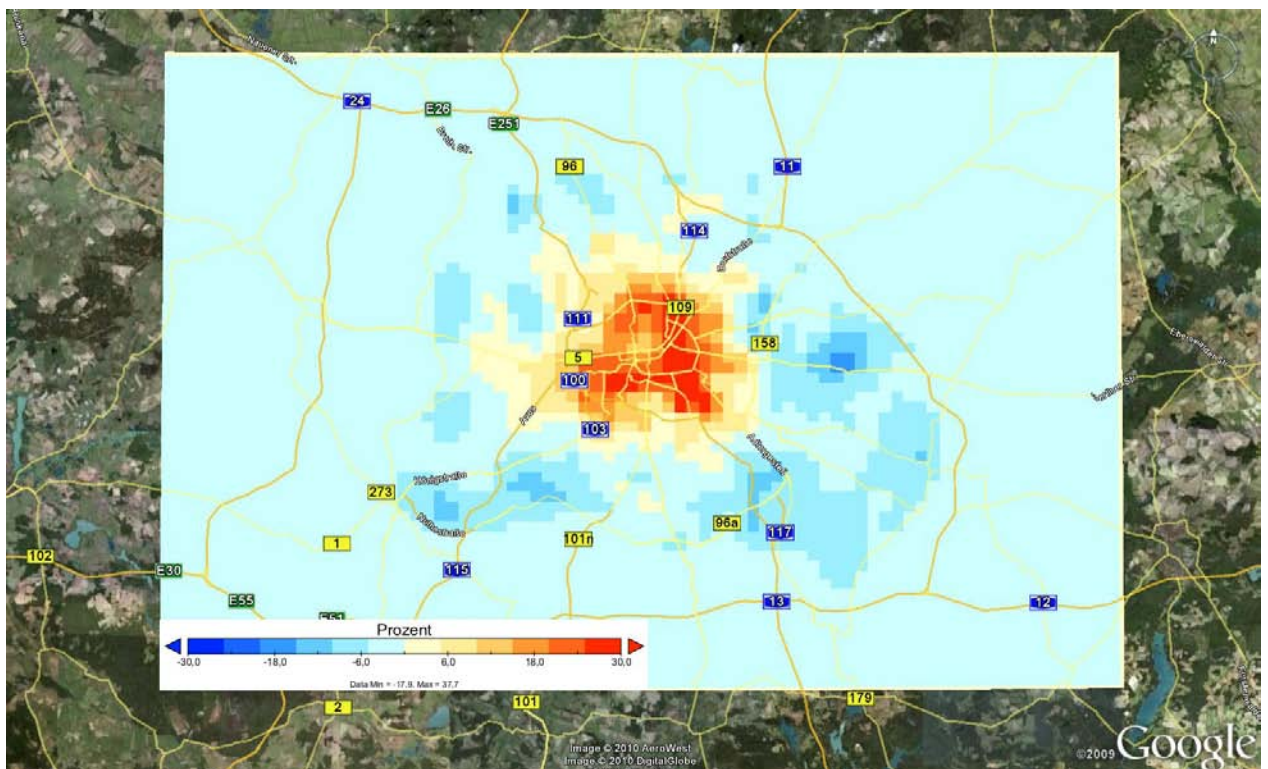 24
E26
E251
96
11
114
109
111
158
5
100
103
Königstraße
273
96a
1
101n
117
102
E30
115
E55
E51
13
12
Prozent
-30,0 -18,0 -6,0 6,0 18,0 30,0
Data Min = -17,9, Max = 37,7
2
101
179
Image © 2010 AeroWest
Image © 2010 DigitalGlobe
©2009 Google
N